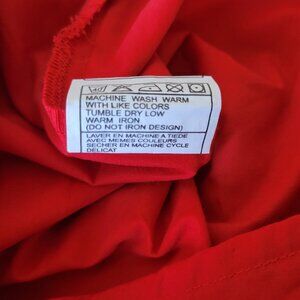 MACHINE WASH WARM
WITH LIKE COLORS
TUMBLE DRY LOW
WARM IRON
(DO NOT IRON DESIGN)
LAVER EN MACHINE A TIEDE
AVEC MEMES COULEURS
SECHER EN MACHINE CYCLE
DELICAT